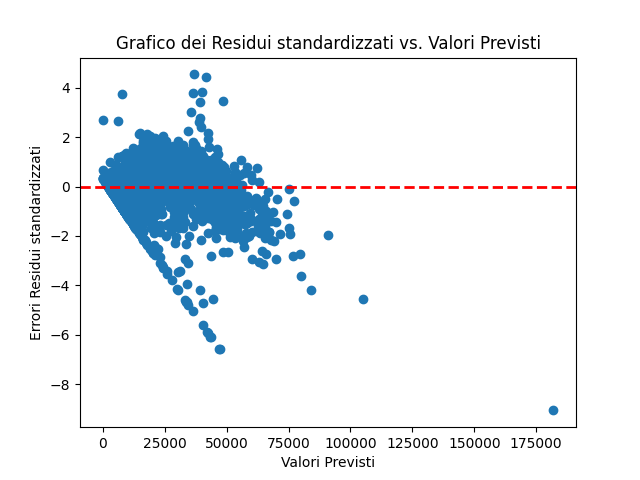 Grafico dei Residui standardizzati vs. Valori Previsti
Errori Residui standardizzati
4
2
0
−2
−4
−6
−8
0 25000 50000 75000 100000 125000 150000 175000
Valori Previsti